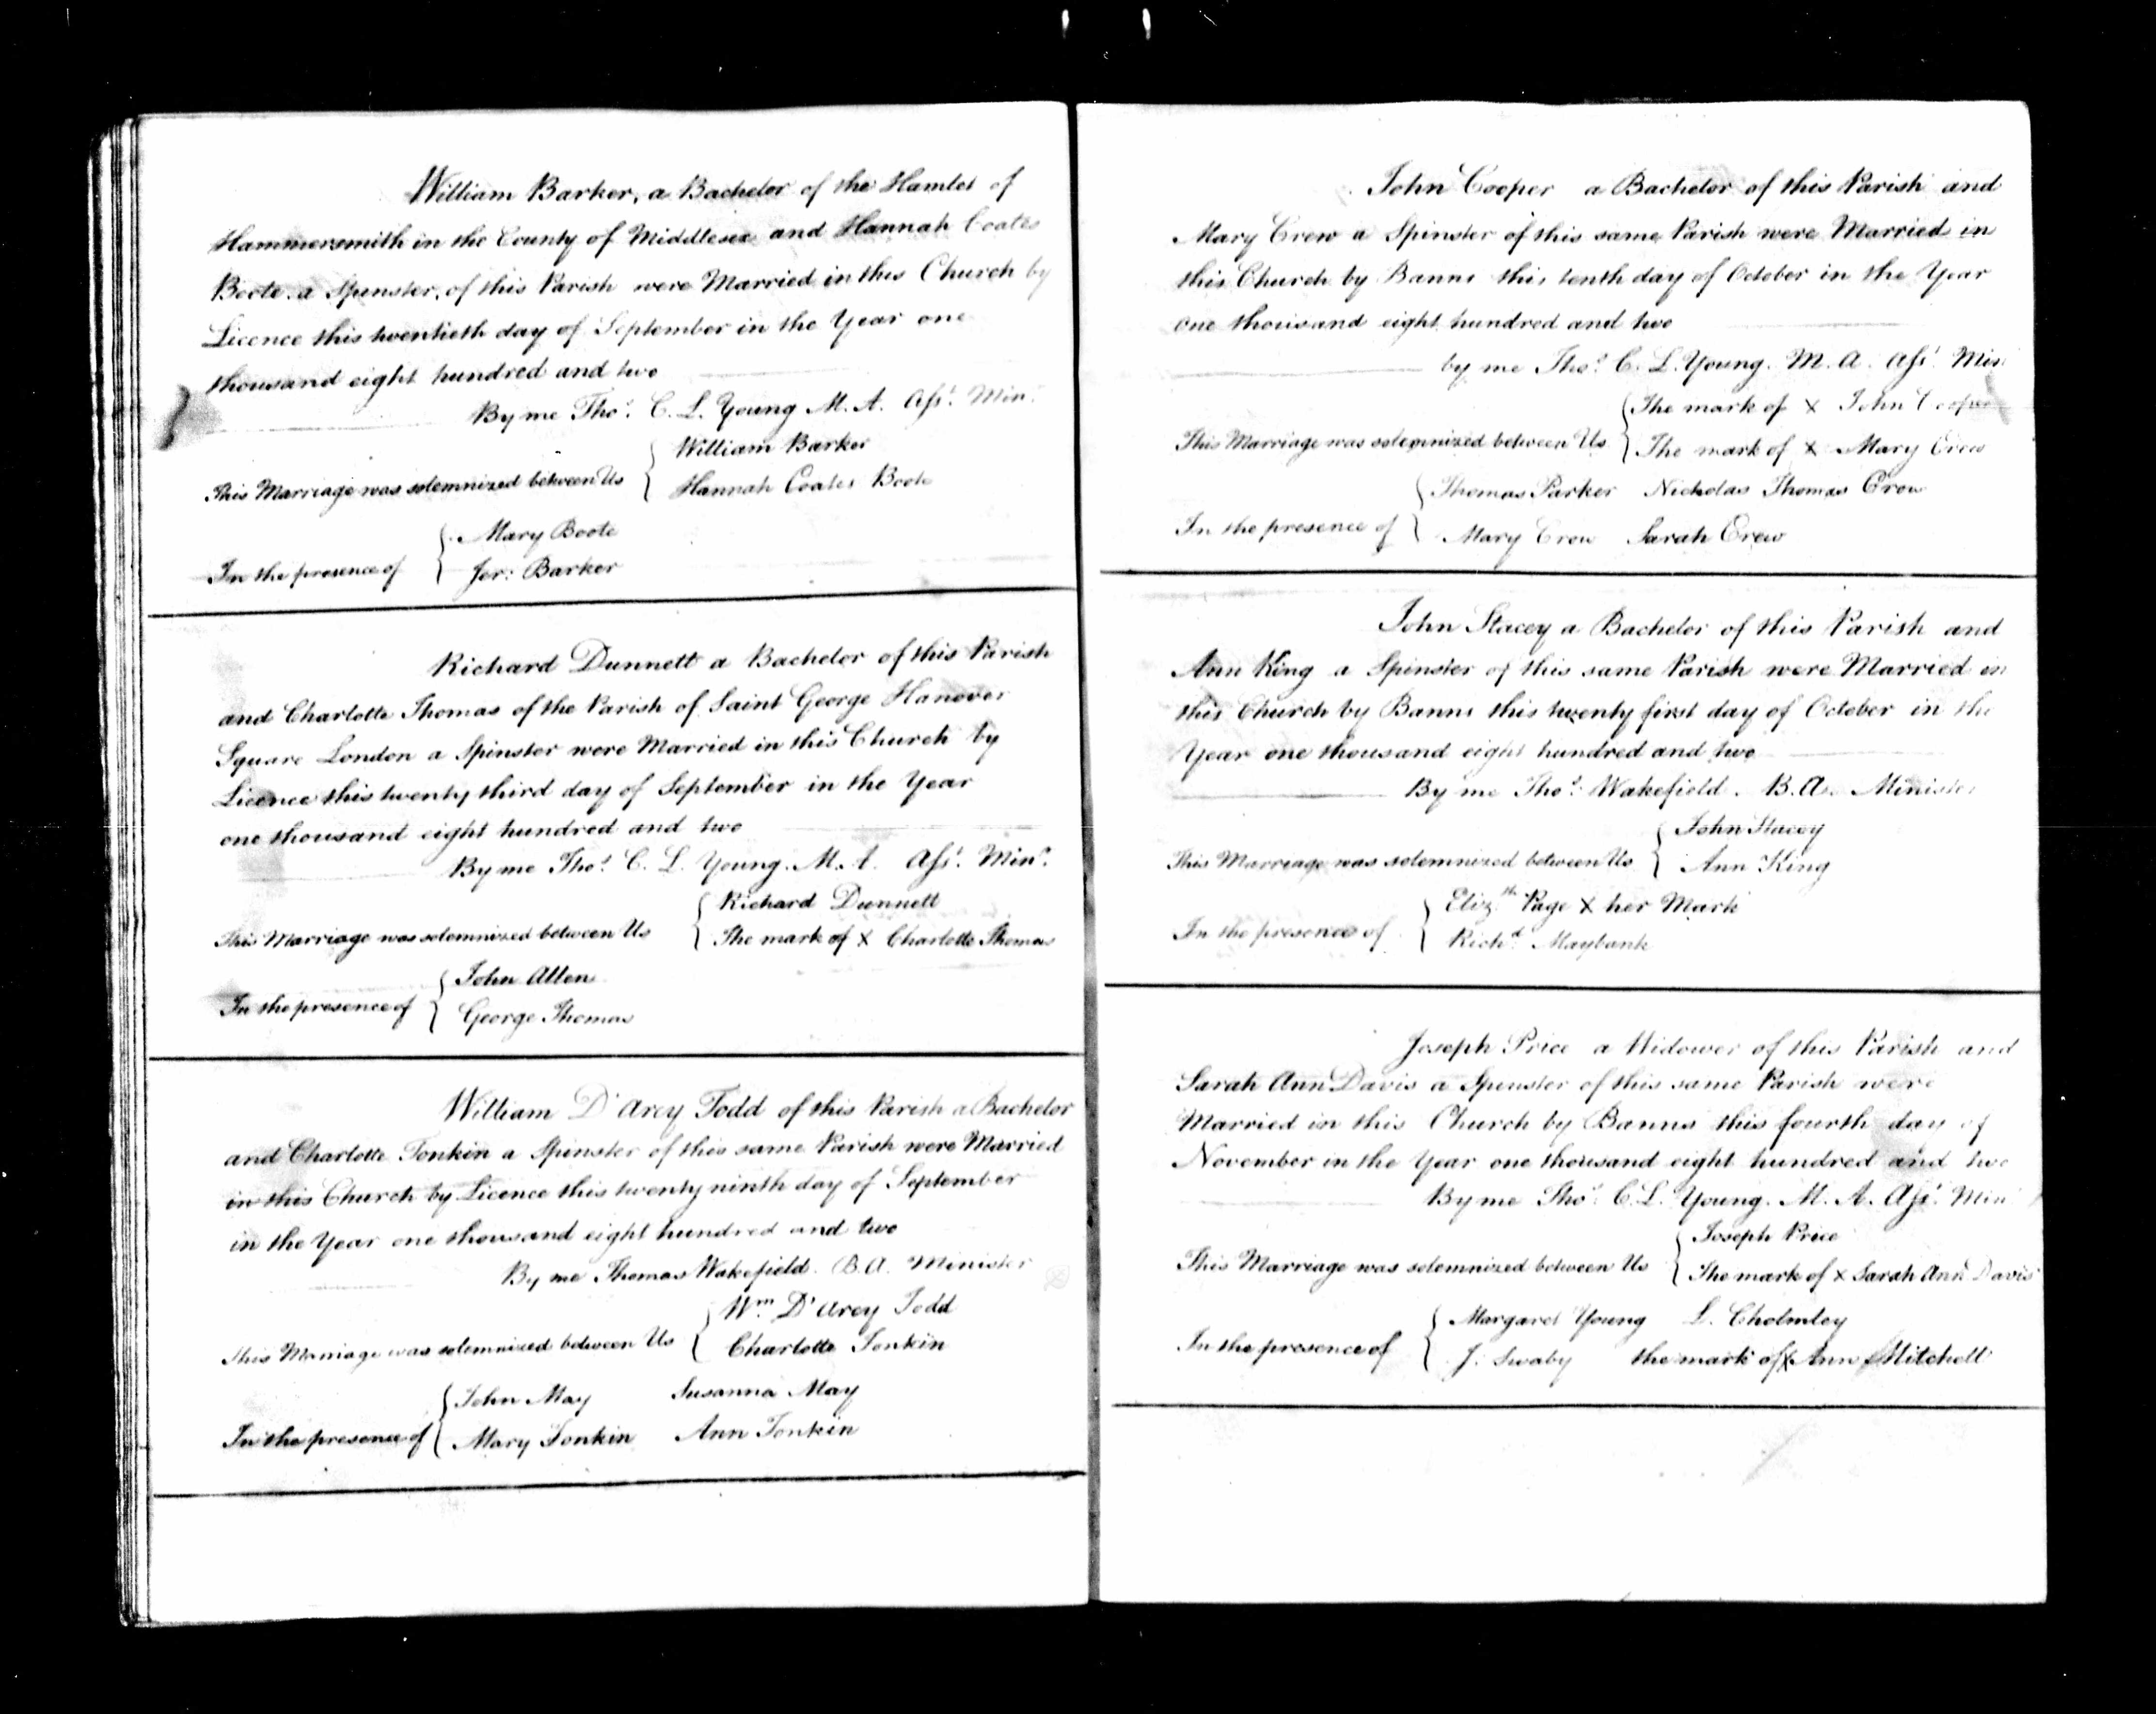 William Barker, a Bachelor of the Hamlet of
Hammersmith in the County of Middlesex and Hannah Coates
Boote, a Spinster, of this Parish were Married in this Church by
Licence this twentieth day of September in the Year one
thousand eight hundred and two
By me Thos. C. L. Young M. A. Asst. Min.
This Marriage was solemnized between Us { William Barker
Hannah Coates Boote
In the presence of { Mary Boote
Jer: Barker
Richard Dunnett a Bachelor of this Parish
and Charlotte Thomas of the Parish of Saint George Hanover
Square London a Spinster were Married in this Church by
Licence this twenty third day of September in the Year
one thousand eight hundred and two
By me Thos. C. L. Young. M. A. Asst. Minr.
This Marriage was solemnized between Us { Richard Dunnett
The mark of X Charlotte Thomas
In the presence of { John Allen
George Thomas
William D'Arcy Todd of this Parish a Bachelor
and Charlotte Tonkin a Spinster of this same Parish were Married
in this Church by Licence this twenty ninth day of September
in the Year one thousand eight hundred and two
By me Thomas Wakefield. B. A. Minister
This Marriage was solemnized between Us { Wm. D'Arcy Todd
Charlotte Tonkin
In the presence of { John May Susanna May
Mary Tonkin Ann Tonkin
John Cooper a Bachelor of this Parish and
Mary Crew a Spinster of this same Parish were Married in
this Church by Banns this tenth day of October in the Year
one thousand eight hundred and two
by me Thos. C. L. Young. M. A. Asst. Min.
This Marriage was solemnized between Us { The mark of X John Cooper
The mark of X Mary Crew
In the presence of { Thomas Parker Nicholas Thomas Crow
Mary Crow Sarah Crew
John Stacey a Bachelor of this Parish and
Ann King a Spinster of this same Parish were Married in
this Church by Banns this twenty first day of October in the
Year one thousand eight hundred and two
By me Thos. Wakefield. B. A. Minister
This Marriage was solemnized between Us { John Stacey
Ann King
In the presence of { Elizth. Page X her Mark
Richd. Maybank
Joseph Price a Widower of this Parish and
Sarah Ann Davis a Spinster of this same Parish were
Married in this Church by Banns this fourth day of
November in the Year one thousand eight hundred and two
By me Thos. C. L. Young. M. A. Asst. Min
This Marriage was solemnized between Us { Joseph Price
The mark of X Sarah Ann Davis
In the presence of { Margaret Young L. Cholmley
J. Swaby the mark of X Ann Mitchell